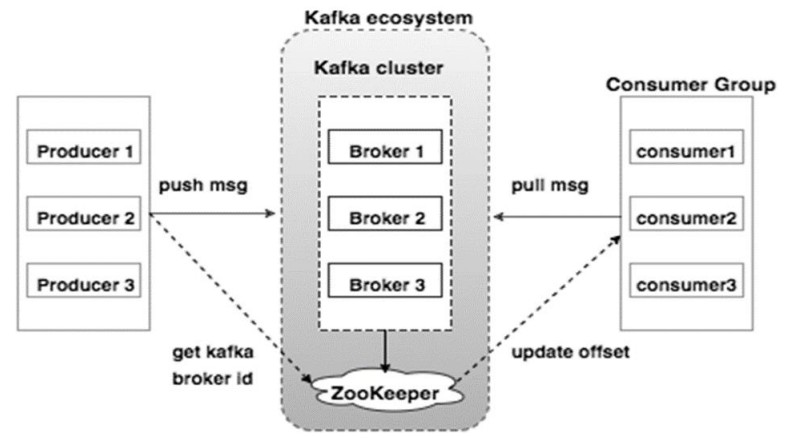 Kafka ecosystem
Kafka cluster
Consumer Group
Producer 1
Producer 2
Producer 3
push msg
Broker 1
Broker 2
Broker 3
pull msg
consumer1
consumer2
consumer3
get kafka
broker id
ZooKeeper
update offset